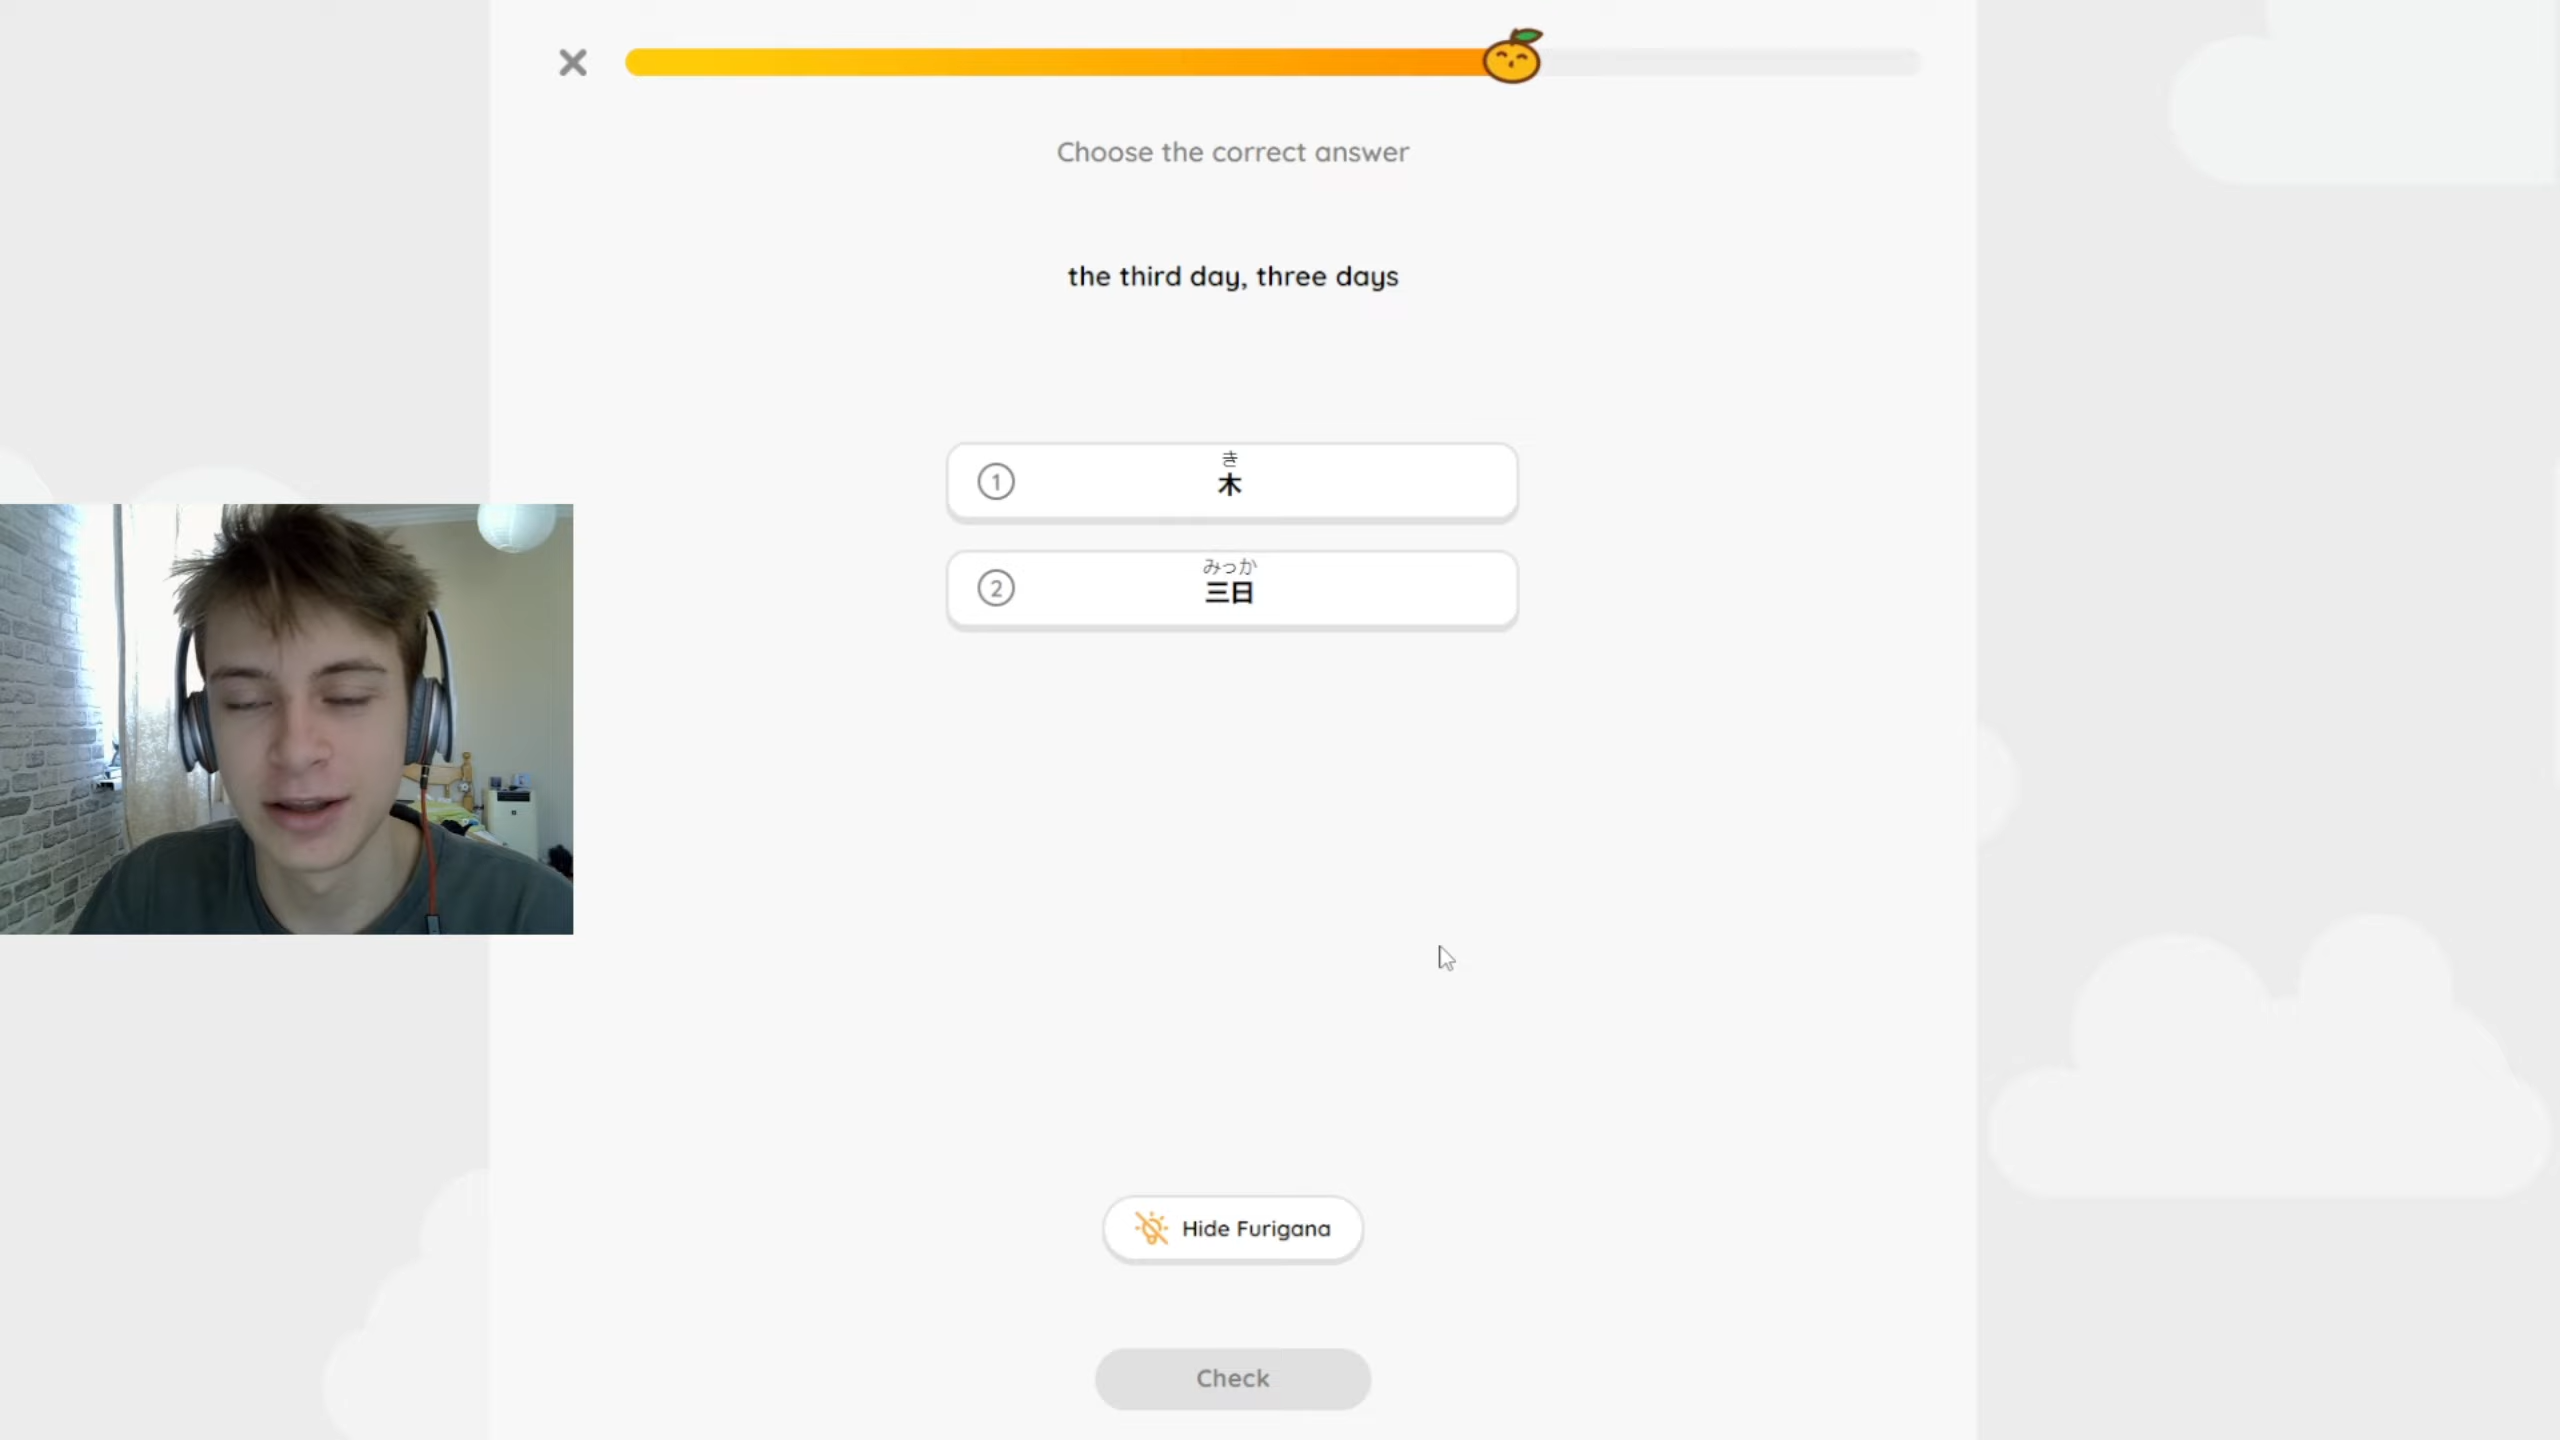 Choose the correct answer
the third day, three days
き
1 木
みっか
2 三日
Hide Furigana
Check